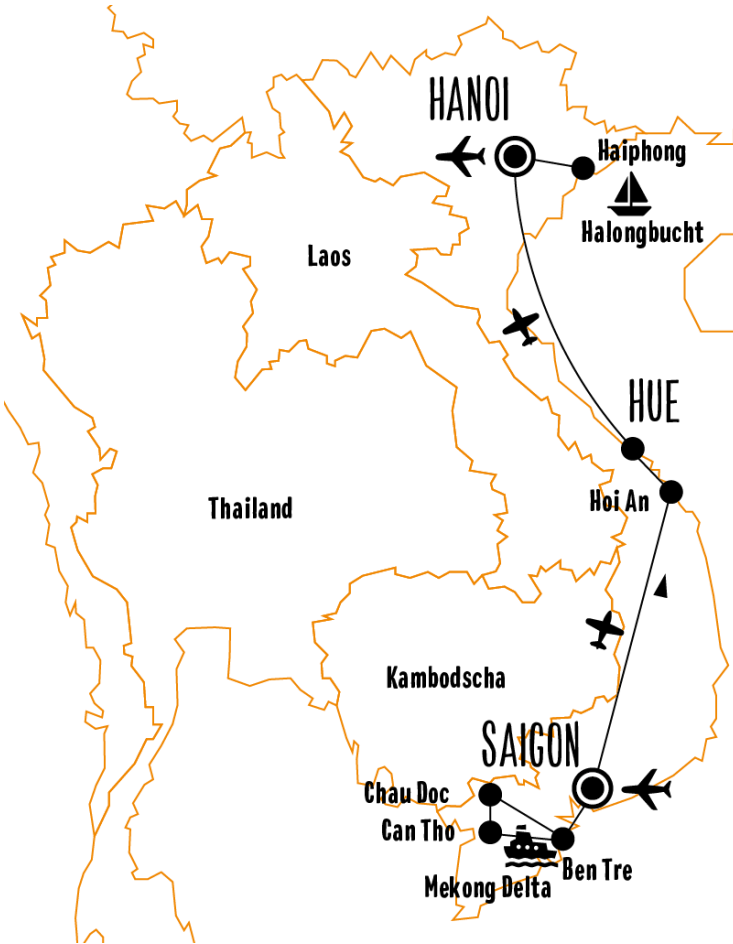 HANOI
Haiphong
Halongbucht
Laos
HUE
Hoi An
Thailand
Kambodscha
SAIGON
Chau Doc
Can Tho
Ben Tre
Mekong Delta